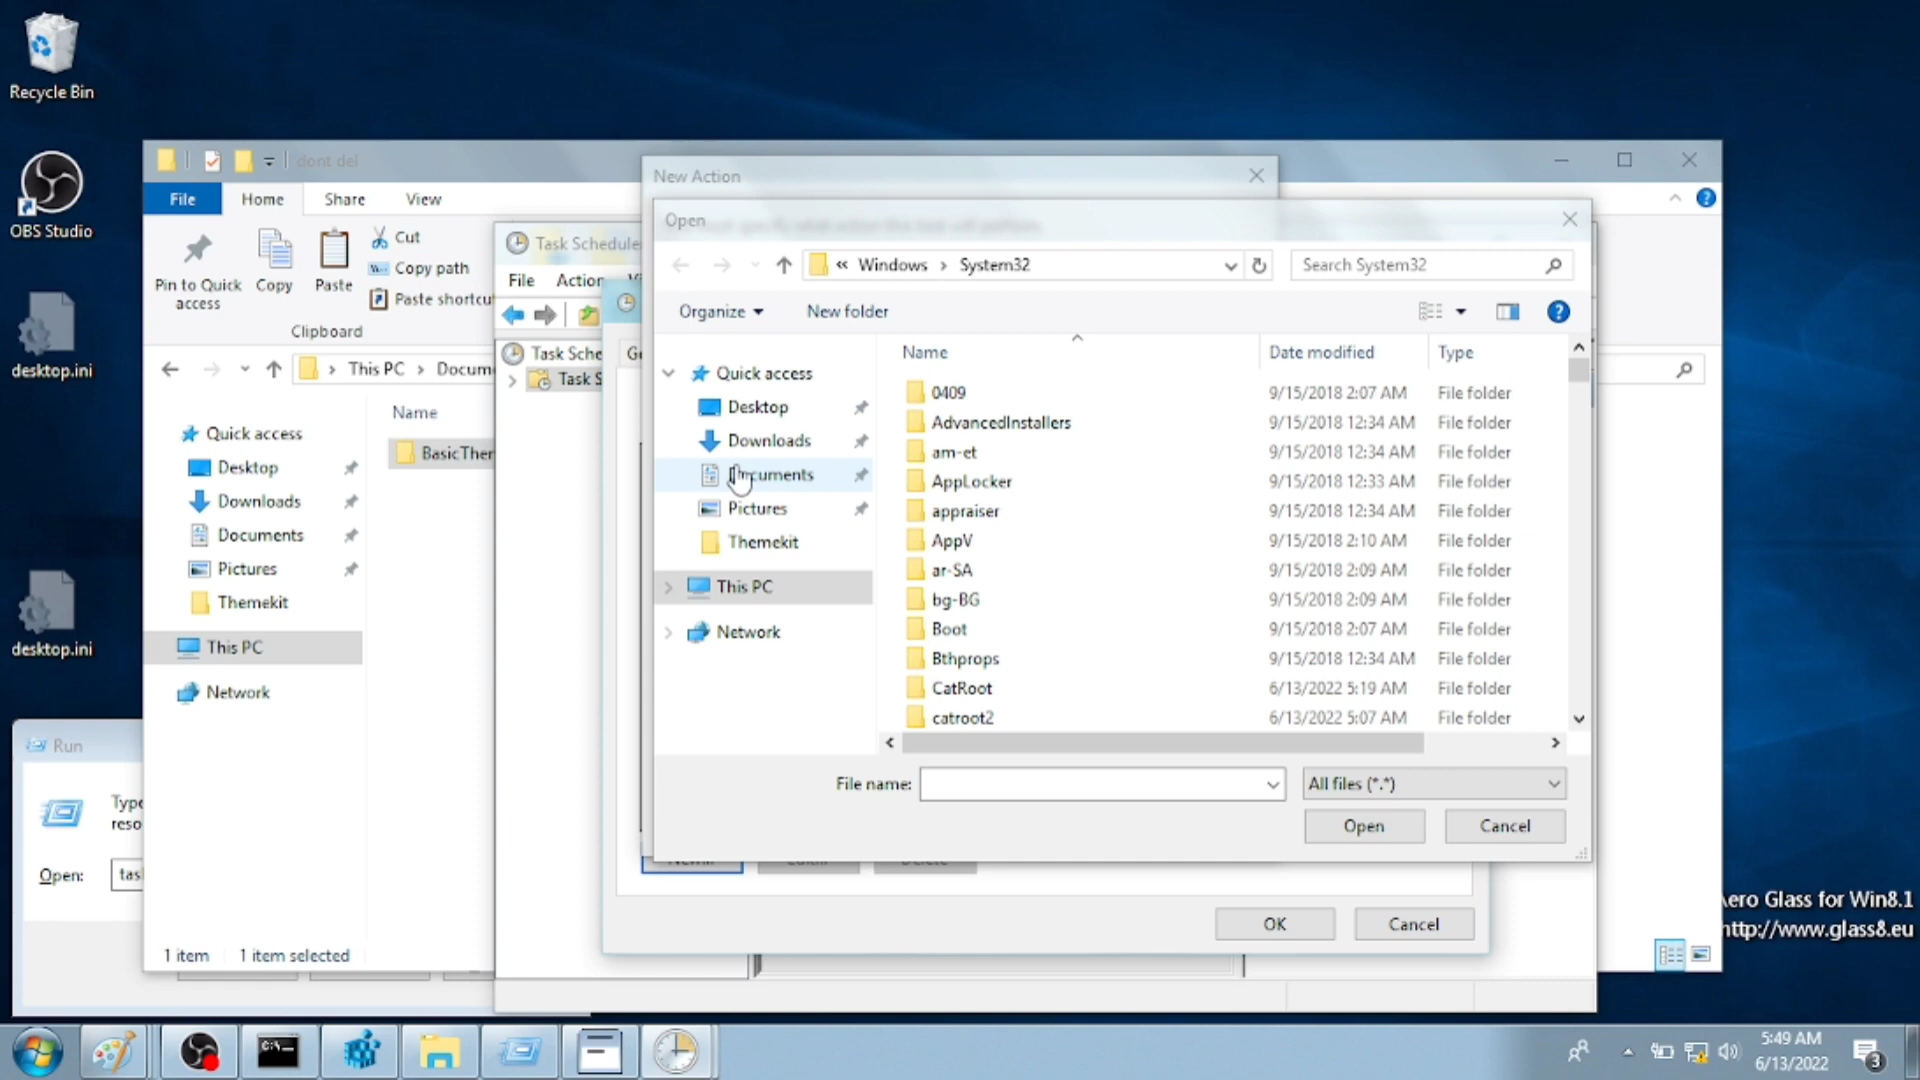 Recycle Bin
OBS Studio
desktop.ini
desktop.ini
dont del
File
Home
Share
View
Pin to Quick
access
Copy
Paste
Cut
Copy path
Paste shortcu
Clipboard
This PC
Docum
Name
Quick access
Desktop
Downloads
Documents
Pictures
Themekit
This PC
Network
BasicTher
1 item
1 item selected
Run
Type
reso
Open:
tas
Task Schedule
File
Action
Task Sche
Task S
Ge
New Action
Open
Windows
System32
Search System32
Organize
New folder
Quick access
Desktop
Downloads
Pictures
Themekit
This PC
Network
Name
Date modified
Type
0409
9/15/2018 2:07 AM
File folder
AdvancedInstallers
9/15/2018 12:34 AM
File folder
am-et
9/15/2018 12:34 AM
File folder
AppLocker
9/15/2018 12:33 AM
File folder
appraiser
9/15/2018 12:34 AM
File folder
AppV
9/15/2018 2:10 AM
File folder
ar-SA
9/15/2018 2:09 AM
File folder
bg-BG
9/15/2018 2:09 AM
File folder
Boot
9/15/2018 2:07 AM
File folder
Bthprops
9/15/2018 12:34 AM
File folder
CatRoot
6/13/2022 5:19 AM
File folder
catroot2
6/13/2022 5:07 AM
File folder
File name:
All files (*.*)
Open
Cancel
OK
Cancel
Aero Glass for Win8.1
http://www.glass8.eu
C:\
5:49 AM
6/13/2022
3